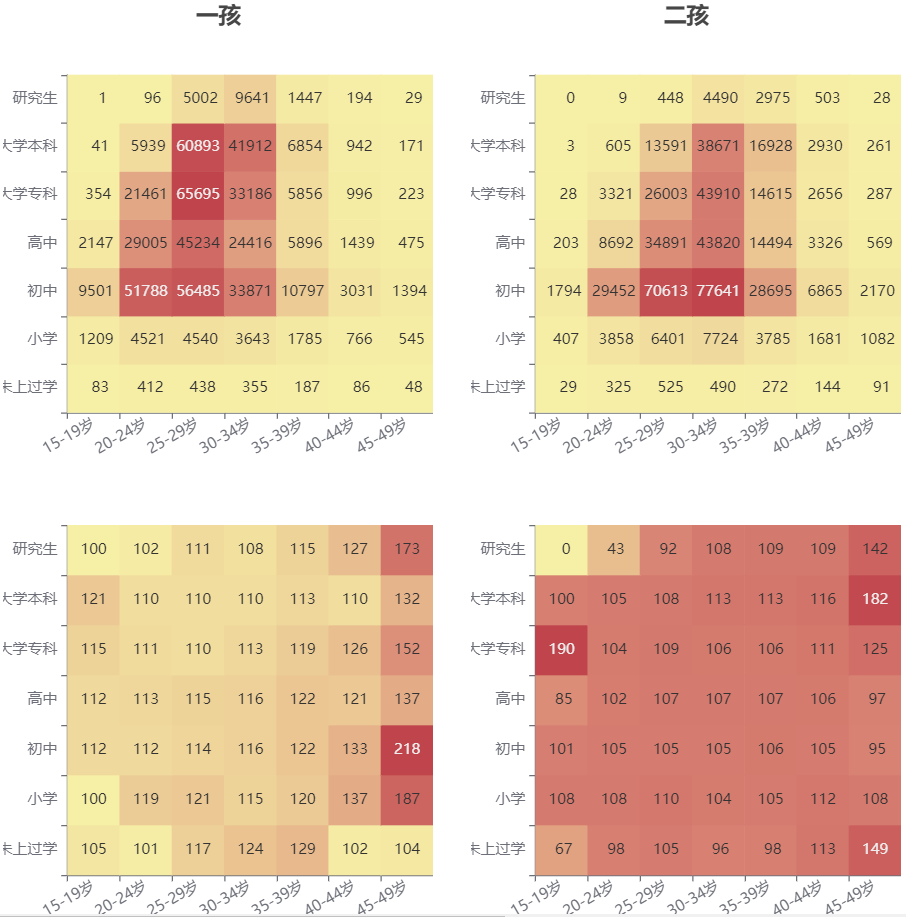 一孩 二孩
研究生 1 96 5002 9641 1447 194 29 研究生 0 9 448 4490 2975 503 28
大学本科 41 5939 60893 41912 6854 942 171 大学本科 3 605 13591 38671 16928 2930 261
大学专科 354 21461 65695 33186 5856 996 223 大学专科 28 3321 26003 43910 14615 2656 287
高中 2147 29005 45234 24416 5896 1439 475 高中 203 8692 34891 43820 14494 3326 569
初中 9501 51788 56485 33871 10797 3031 1394 初中 1794 29452 70613 77641 28695 6865 2170
小学 1209 4521 4540 3643 1785 766 545 小学 407 3858 6401 7724 3785 1681 1082
未上过学 83 412 438 355 187 86 48 未上过学 29 325 525 490 272 144 91
15-19岁 20-24岁 25-29岁 30-34岁 35-39岁 40-44岁 45-49岁 15-19岁 20-24岁 25-29岁 30-34岁 35-39岁 40-44岁 45-49岁
研究生 100 102 111 108 115 127 173 研究生 0 43 92 108 109 109 142
大学本科 121 110 110 110 113 110 132 大学本科 100 105 108 113 113 116 182
大学专科 115 111 110 113 119 126 152 大学专科 190 104 109 106 106 111 125
高中 112 113 115 116 122 121 137 高中 85 102 107 107 107 106 97
初中 112 112 114 116 122 133 218 初中 101 105 105 105 106 105 95
小学 100 119 121 115 120 137 187 小学 108 108 110 104 105 112 108
未上过学 105 101 117 124 129 102 104 未上过学 67 98 105 96 98 113 149
15-19岁 20-24岁 25-29岁 30-34岁 35-39岁 40-44岁 45-49岁 15-19岁 20-24岁 25-29岁 30-34岁 35-39岁 40-44岁 45-49岁